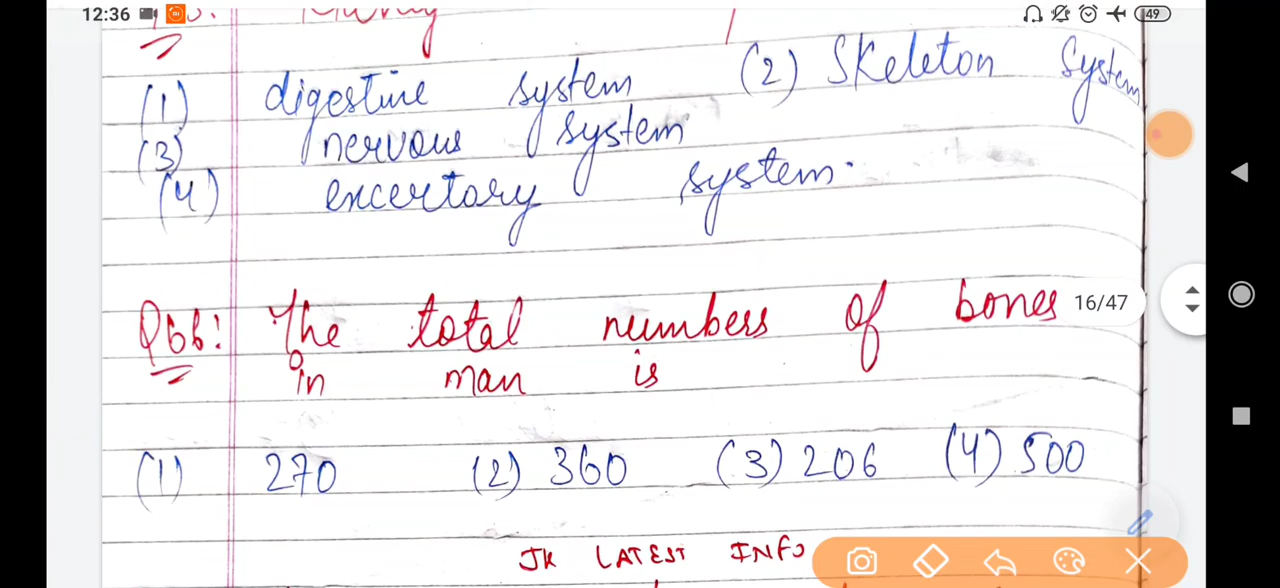 12:36
49
(1) digestive system (2) Skeleton System
(3) nervous system
(4) excertory system.
Q66: The total numbers of bones
in man is
16/47
(1) 270 (2) 360 (3) 206 (4) 500
JK LATEST INFO